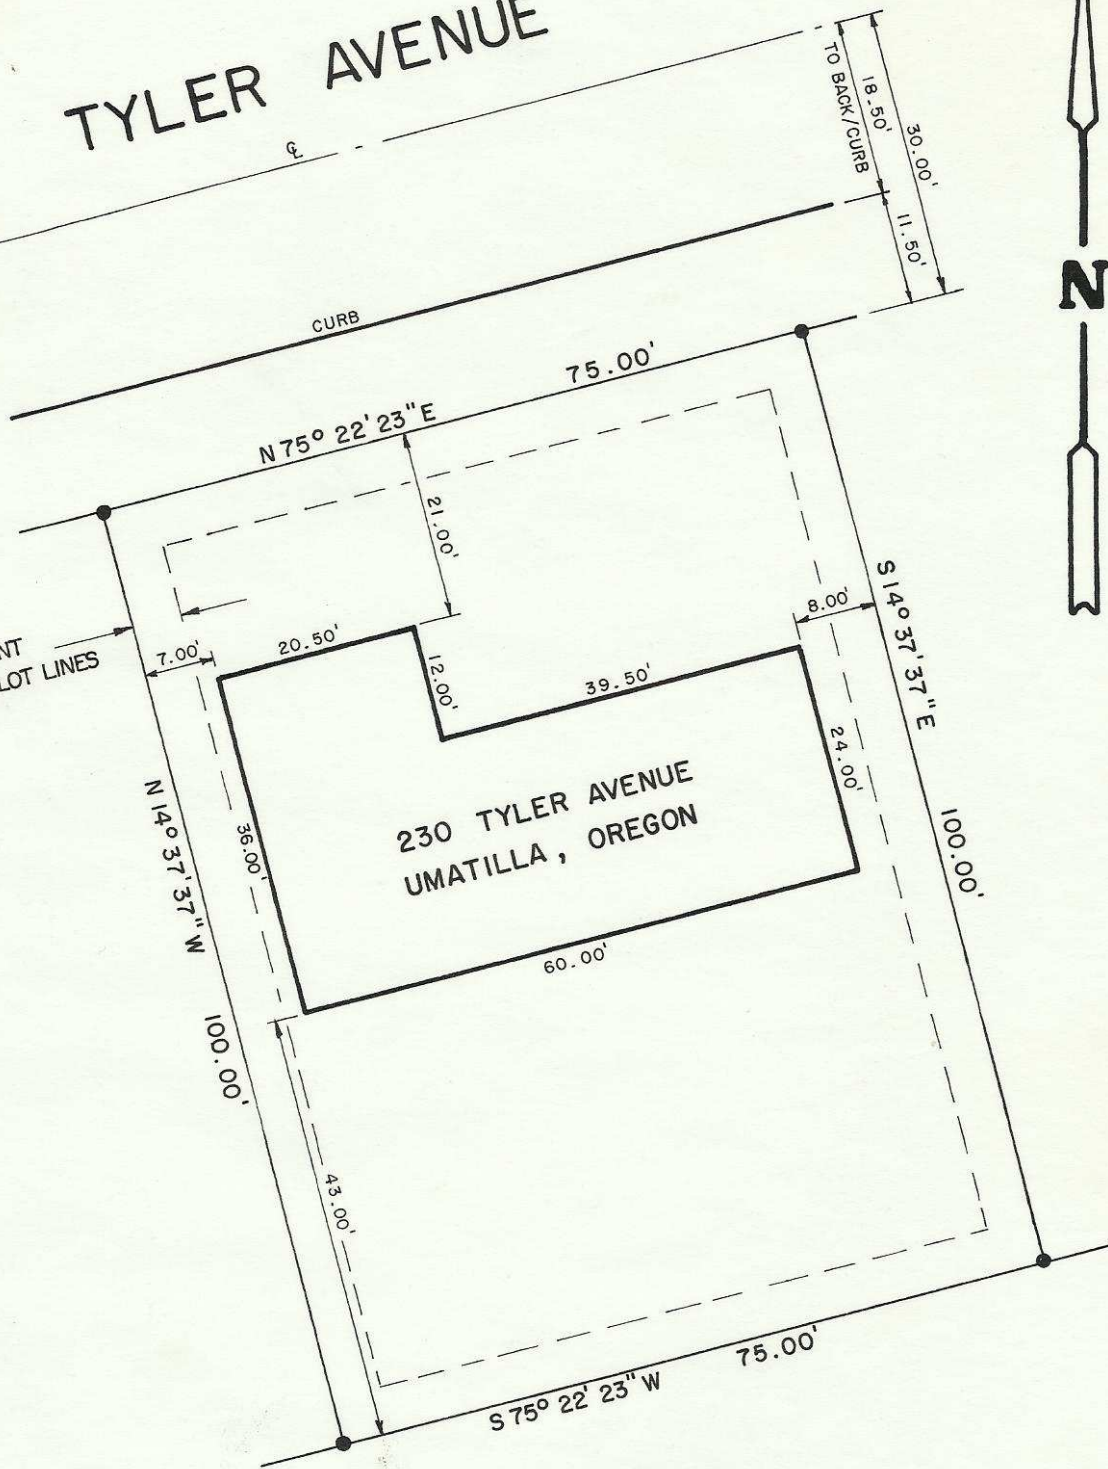 TYLER AVENUE
TO BACK/CURB
18.50'
30.00'
11.50'
℄
N
CURB
75.00'
N 75° 22' 23" E
21.00'
S 14° 37' 37" E
8.00'
LOT LINES
7.00'
20.50'
12.00'
39.50'
24.00'
N 14° 37' 37" W
36.00'
230 TYLER AVENUE
UMATILLA, OREGON
100.00'
60.00'
100.00'
43.00'
75.00'
S 75° 22' 23" W